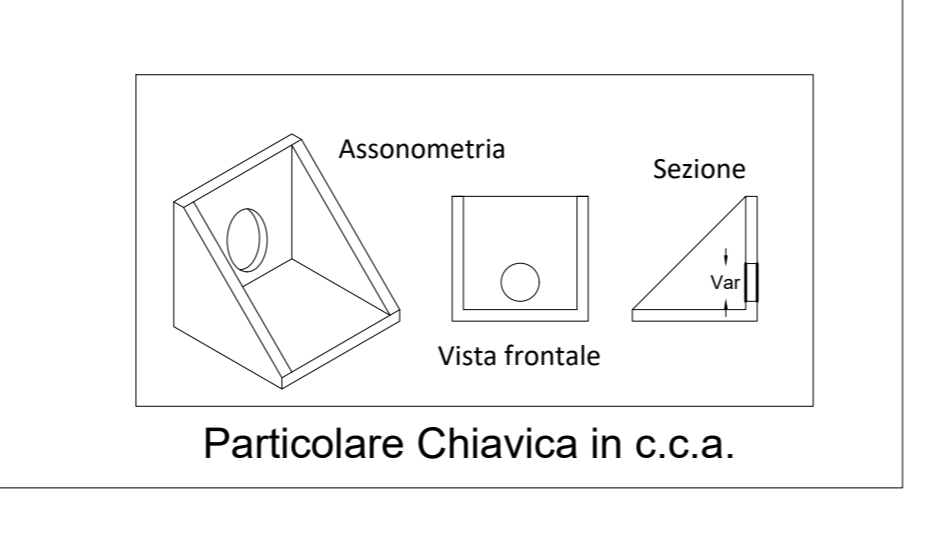 Assonometria
Sezione
Var
Vista frontale
Particolare Chiavica in c.c.a.